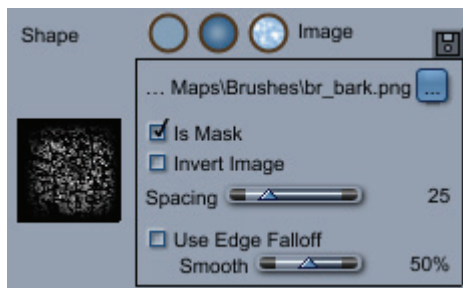 Shape Image
... Maps\Brushes\br_bark.png ...
Is Mask
Invert Image
Spacing 25
Use Edge Falloff
Smooth 50%